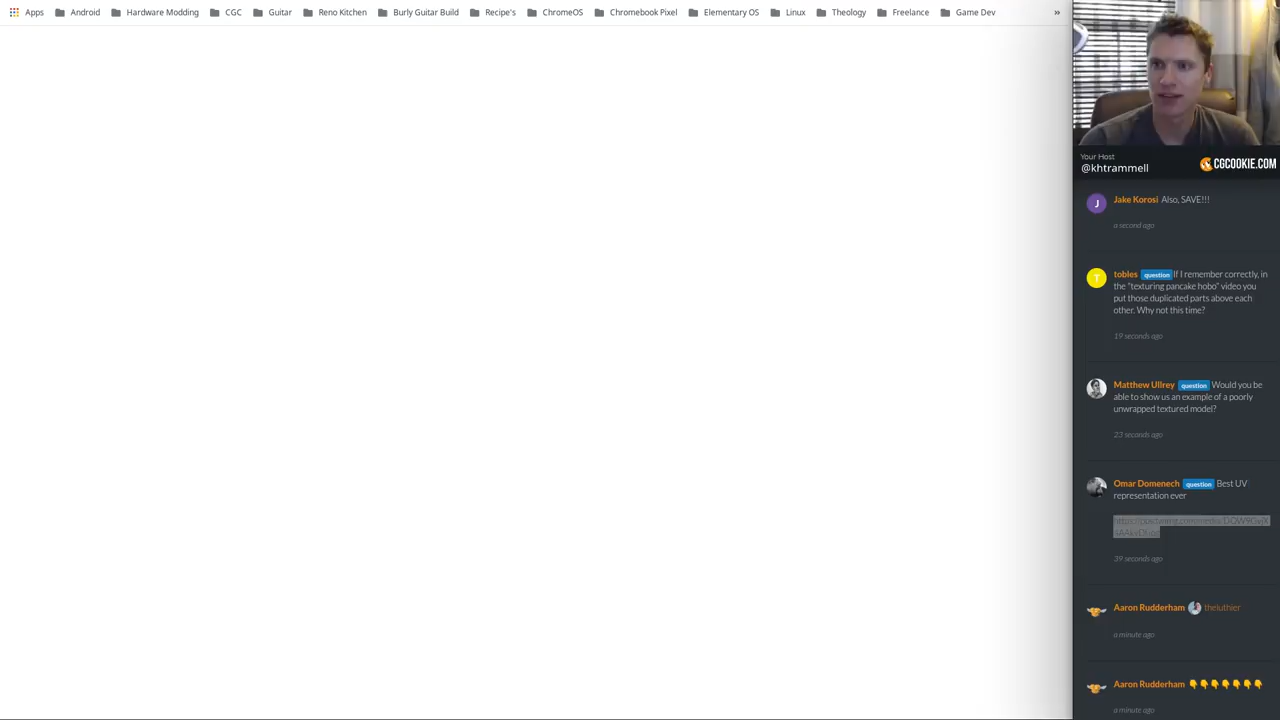 Apps Android Hardware Modding CGC Guitar Reno Kitchen Burly Guitar Build Recipe's ChromeOS Chromebook Pixel Elementary OS Linux Theology Freelance Game Dev »
Your Host
@khtrammell
CGCOOKIE.COM
J
Jake Korosi Also, SAVE!!!
a second ago
T
tobles question If I remember correctly, in
the "texturing pancake hobo" video you
put those duplicated parts above each
other. Why not this time?
19 seconds ago
Matthew Ullrey question Would you be
able to show us an example of a poorly
unwrapped textured model?
23 seconds ago
Omar Domenech question Best UV
representation ever
39 seconds ago
Aaron Rudderham theluthier
a minute ago
Aaron Rudderham 👇👇👇👇👇👇👇
a minute ago